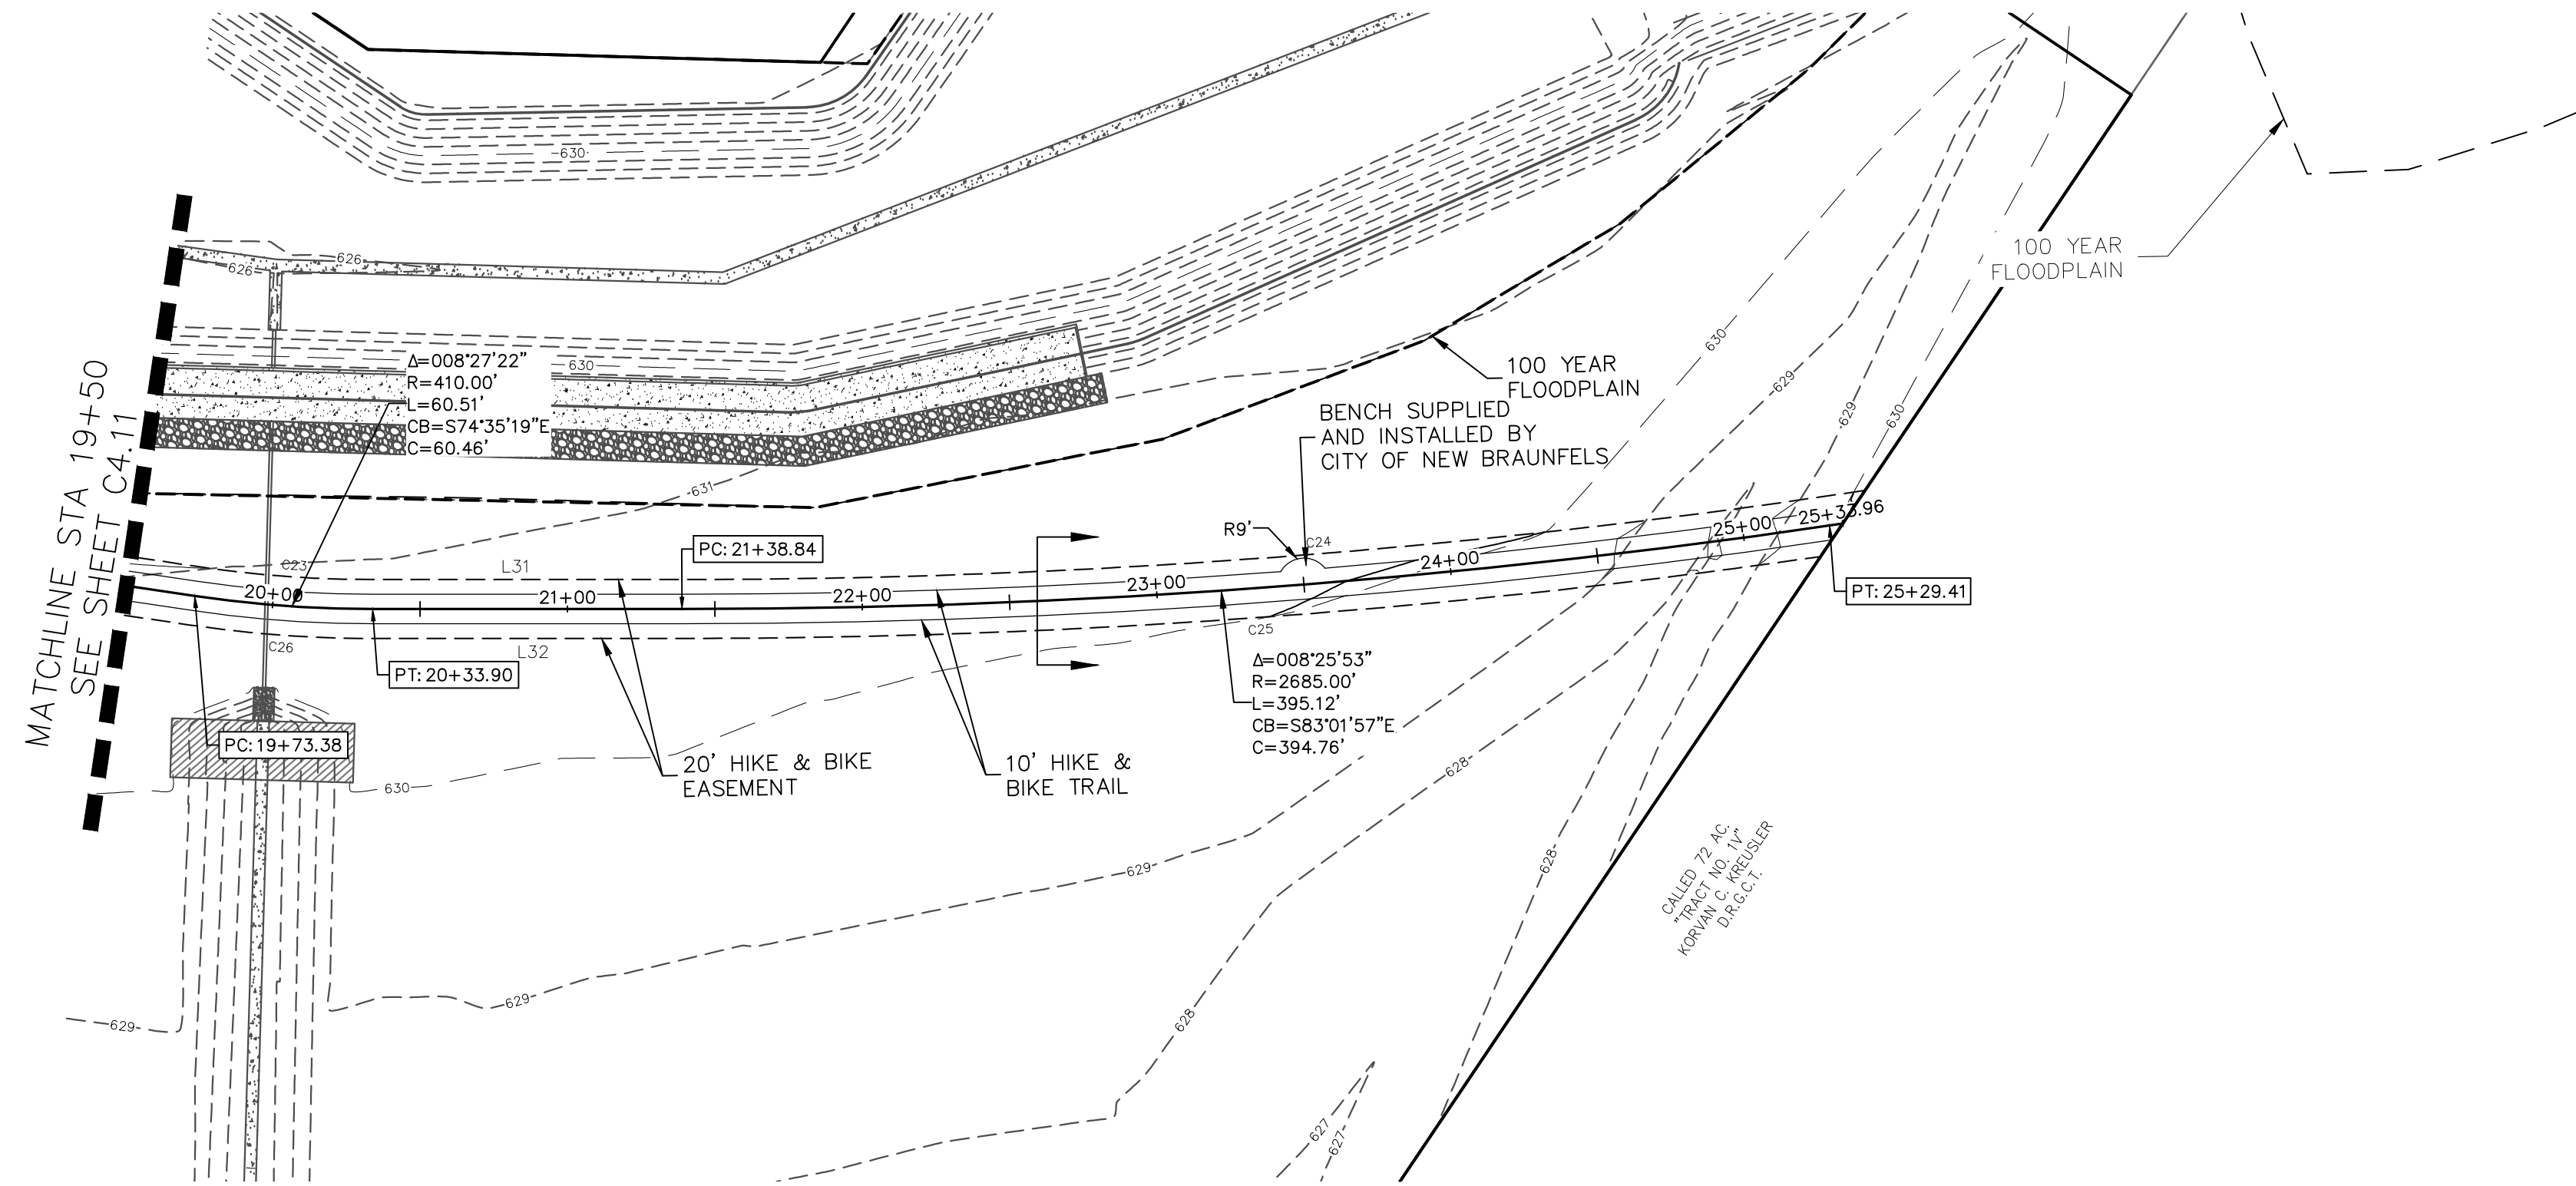 -630-
626
626
MATCHLINE STA 19+50
SEE SHEET C4.11
Δ=008°27'22"
R=410.00'
L=60.51'
CB=S74°35'19"E
C=60.46'
630
-631
100 YEAR
FLOODPLAIN
100 YEAR
FLOODPLAIN
630
629
-629
630
BENCH SUPPLIED
AND INSTALLED BY
CITY OF NEW BRAUNFELS
R9'
C24
C23
L31
PC: 21+38.84
20+00
21+00
22+00
23+00
24+00
25+00
25+33.96
PT: 25+29.41
C26
L32
C25
PT: 20+33.90
PC: 19+73.38
Δ=008°25'53"
R=2685.00'
L=395.12'
CB=S83°01'57"E
C=394.76'
20' HIKE & BIKE
EASEMENT
10' HIKE &
BIKE TRAIL
630
-628-
-629-
628-
CALLED 72 AC.
"TRACT NO. 1V"
KORVAN C. KREUSLER
D.R.G.C.T.
-629-
-629-
628
627
627-